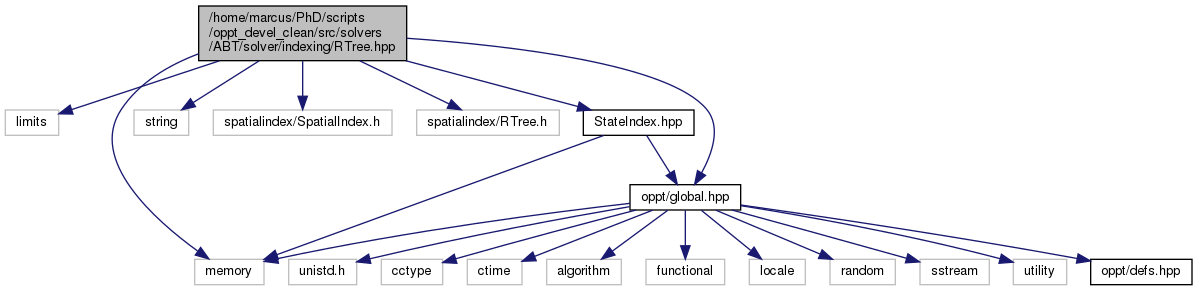 /home/marcus/PhD/scripts
/oppt_devel_clean/src/solvers
/ABT/solver/indexing/RTree.hpp
limits
string
spatialindex/SpatialIndex.h
spatialindex/RTree.h
StateIndex.hpp
oppt/global.hpp
memory
unistd.h
cctype
ctime
algorithm
functional
locale
random
sstream
utility
oppt/defs.hpp